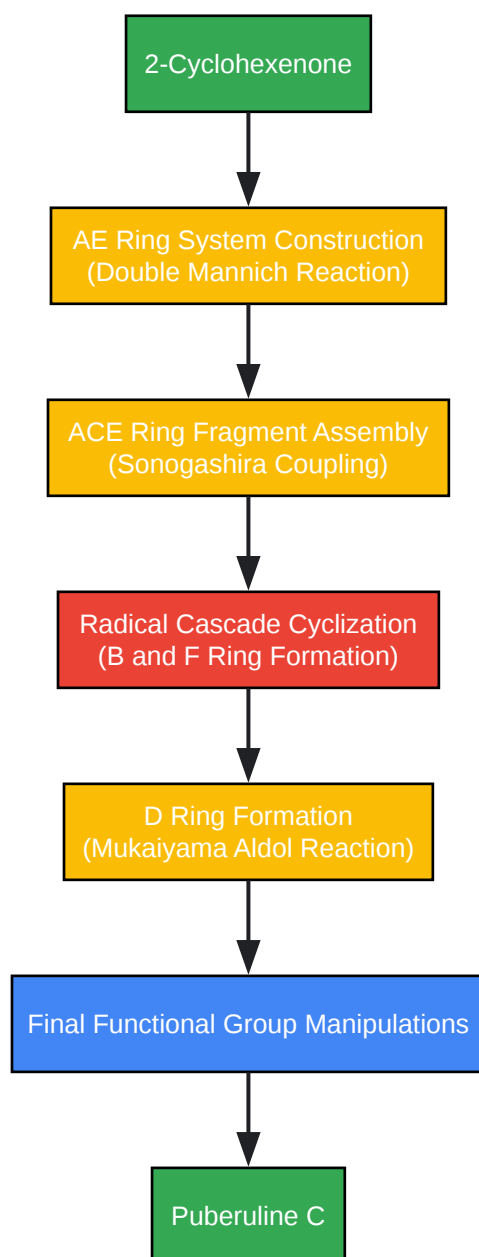 2-Cyclohexenone
AE Ring System Construction
(Double Mannich Reaction)
ACE Ring Fragment Assembly
(Sonogashira Coupling)
Radical Cascade Cyclization
(B and F Ring Formation)
D Ring Formation
(Mukaiyama Aldol Reaction)
Final Functional Group Manipulations
Puberuline C